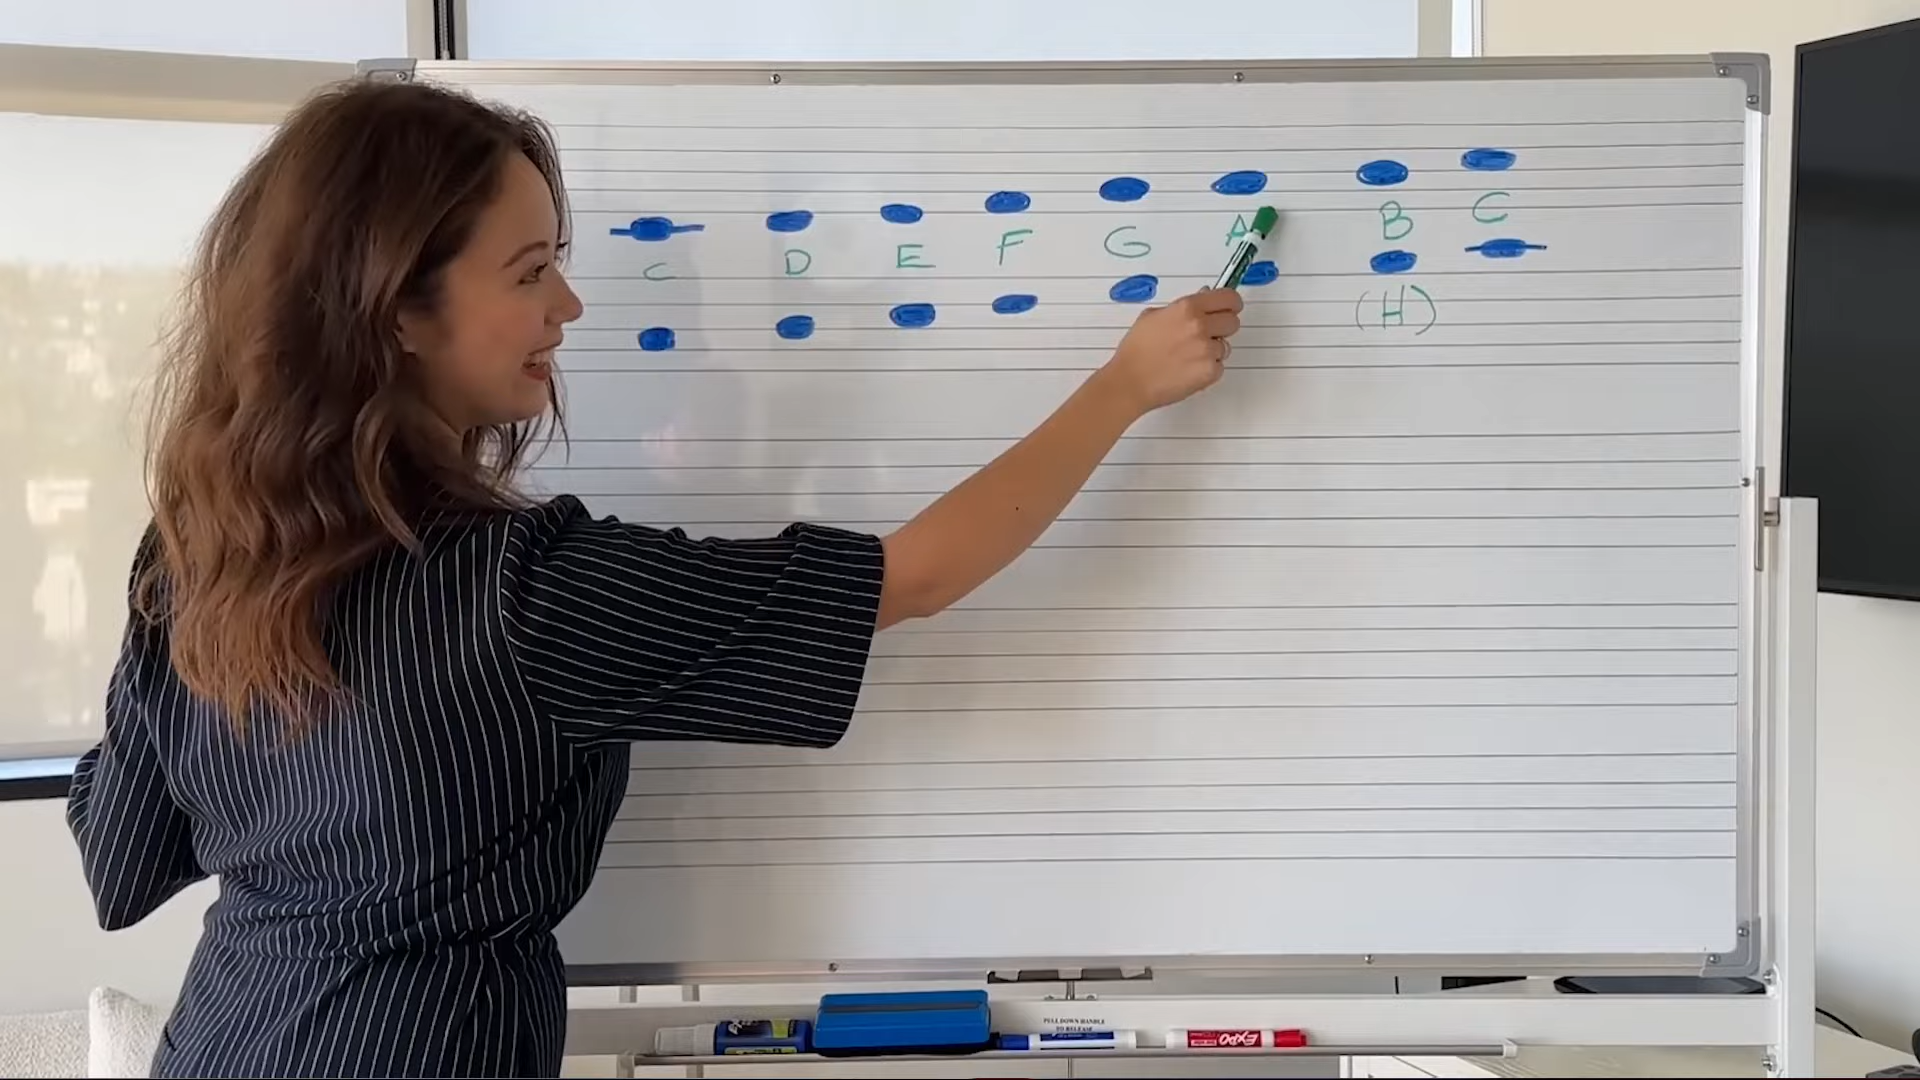 C D E F G A B C
(H)
PULL DOWN HANDLE
TO RELEASE
EXPO